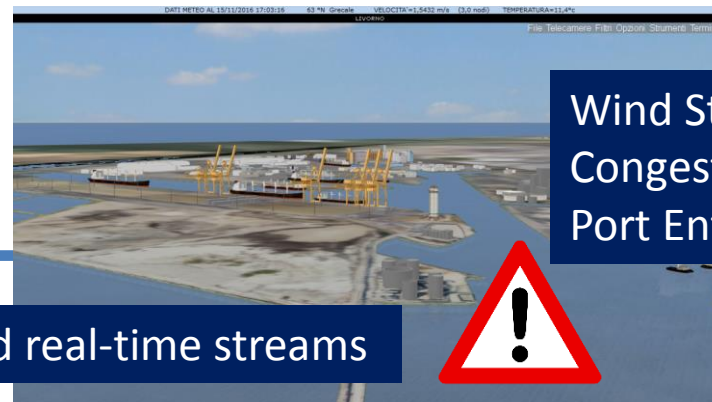 DATI METEO AL 15/11/2016 17:03:16 63 °N Grecale VELOCITA'=1,5432 m/s (3,0 nodi) TEMPERATURA=11,4°c
LIVORNO
File Telecamere Filtri Opzioni Strumenti Termi
Wind St
Congest
Port Ent
d real-time streams